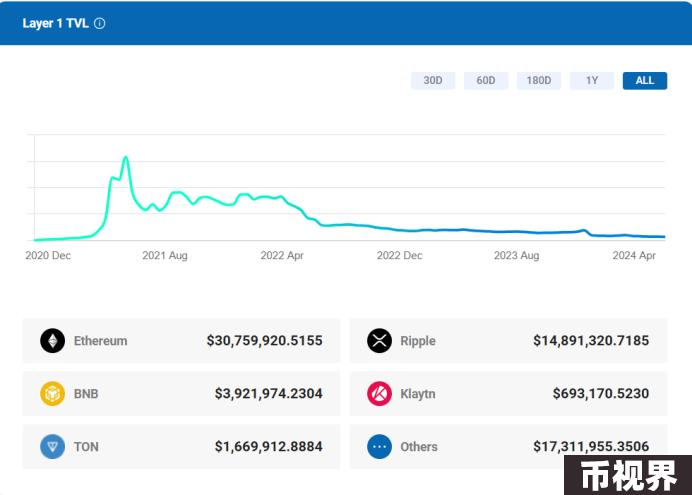 Layer 1 TVL
30D 60D 180D 1Y ALL
2020 Dec 2021 Aug 2022 Apr 2022 Dec 2023 Aug 2024 Apr
Ethereum $30,759,920.5155
Ripple $14,891,320.7185
BNB $3,921,974.2304
Klaytn $693,170.5230
TON $1,669,912.8884
Others $17,311,955.3506
币视界